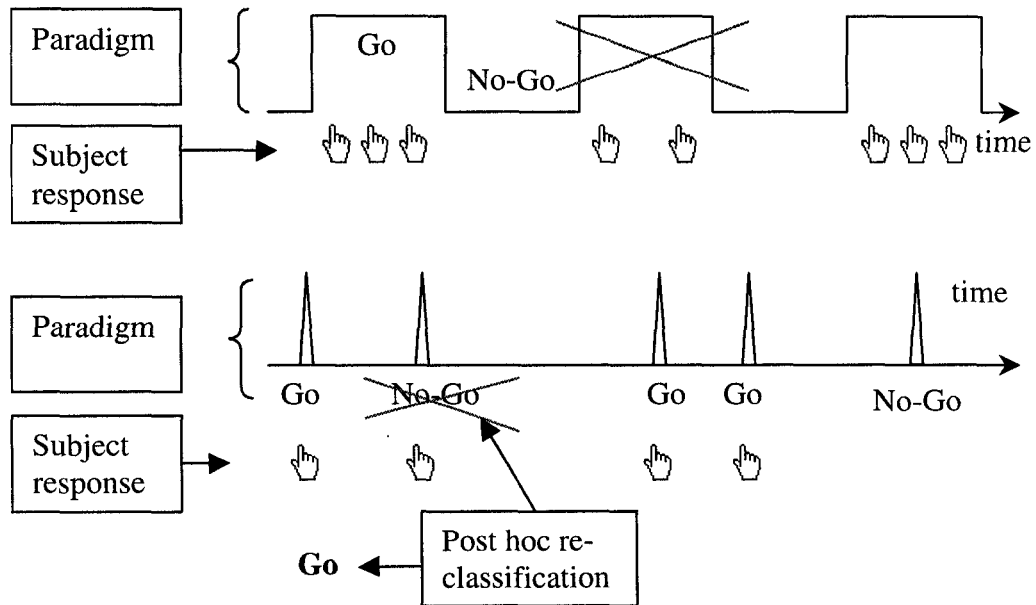 Paradigm
Go
No-Go
Subject
response
time
time
Paradigm
Go
No-Go
Go
Go
No-Go
Subject
response
Go
Post hoc re-
classification